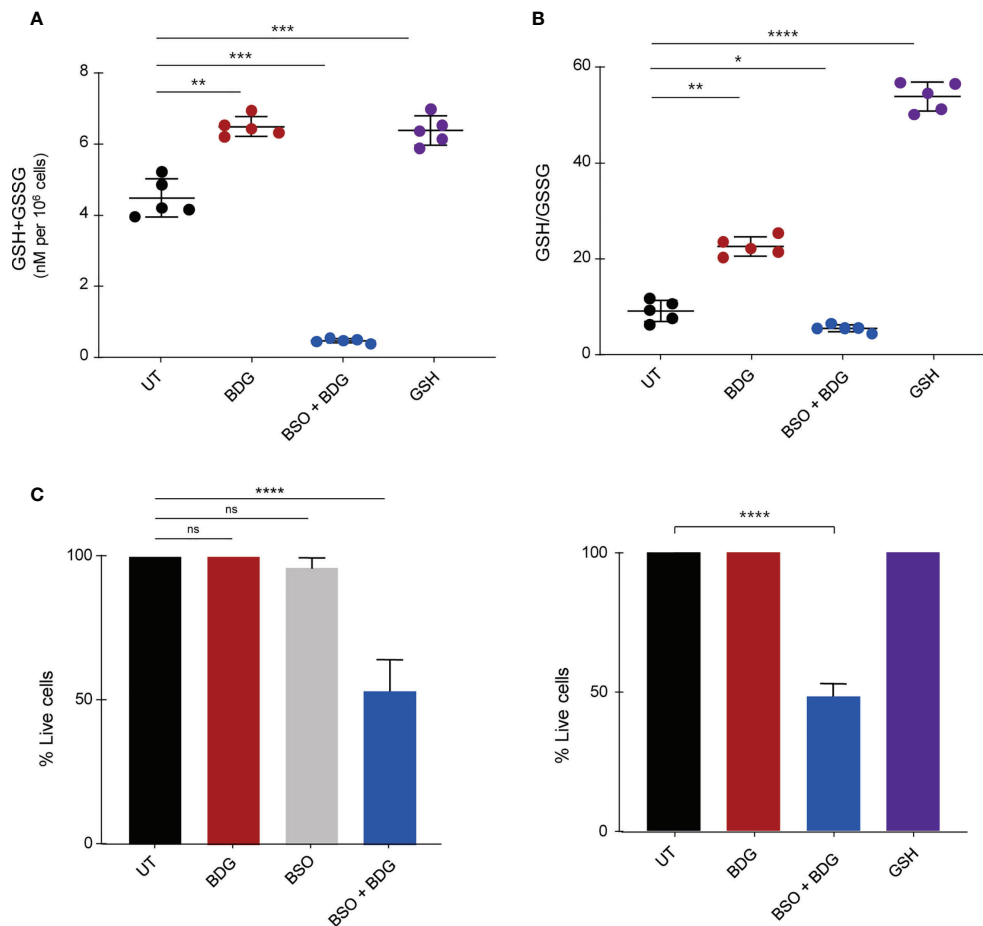 A
***
***
**
8
6
4
2
0
GSH+GSSG
(nM per 10⁶ cells)
UT
BDG
BSO + BDG
GSH
B
****
*
**
60
40
20
0
GSH/GSSG
UT
BDG
BSO + BDG
GSH
C
****
ns
ns
100
50
0
% Live cells
UT
BDG
BSO
BSO + BDG
****
100
50
0
% Live cells
UT
BDG
BSO + BDG
GSH